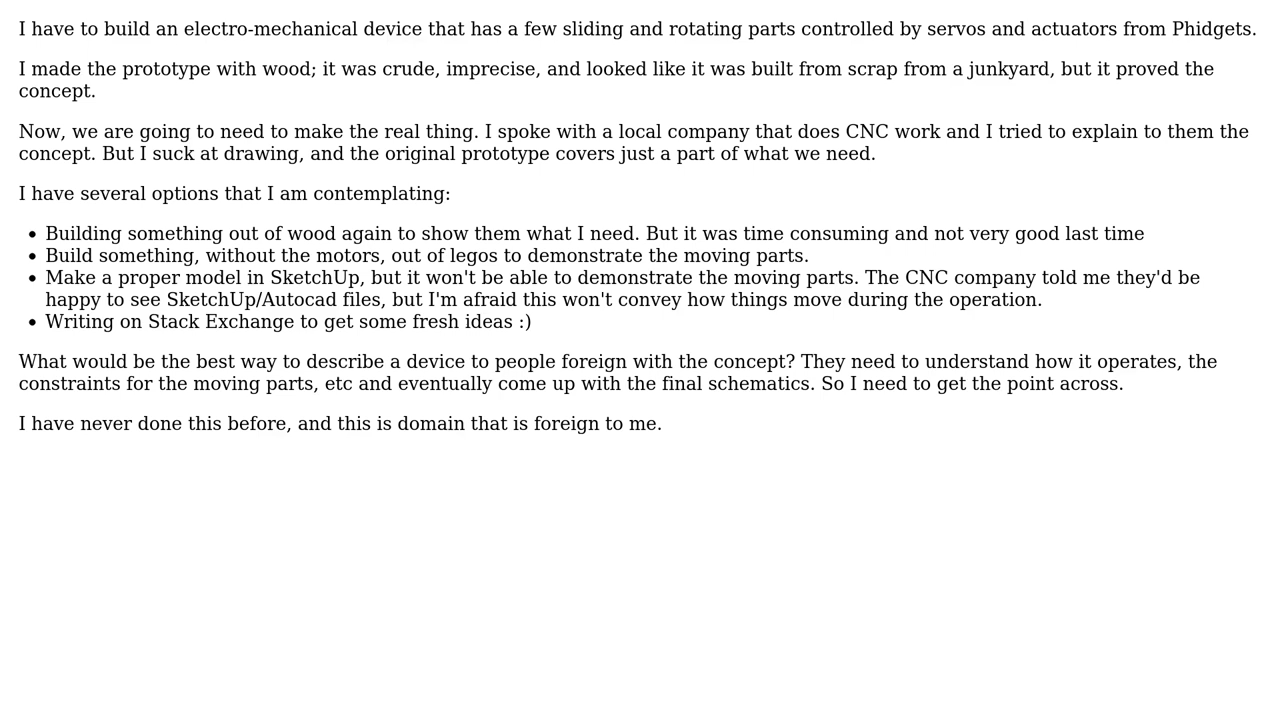 I have to build an electro-mechanical device that has a few sliding and rotating parts controlled by servos and actuators from Phidgets.
I made the prototype with wood; it was crude, imprecise, and looked like it was built from scrap from a junkyard, but it proved the
concept.
Now, we are going to need to make the real thing. I spoke with a local company that does CNC work and I tried to explain to them the
concept. But I suck at drawing, and the original prototype covers just a part of what we need.
I have several options that I am contemplating:
• Building something out of wood again to show them what I need. But it was time consuming and not very good last time
• Build something, without the motors, out of legos to demonstrate the moving parts.
• Make a proper model in SketchUp, but it won't be able to demonstrate the moving parts. The CNC company told me they'd be
happy to see SketchUp/Autocad files, but I'm afraid this won't convey how things move during the operation.
• Writing on Stack Exchange to get some fresh ideas :)
What would be the best way to describe a device to people foreign with the concept? They need to understand how it operates, the
constraints for the moving parts, etc and eventually come up with the final schematics. So I need to get the point across.
I have never done this before, and this is domain that is foreign to me.